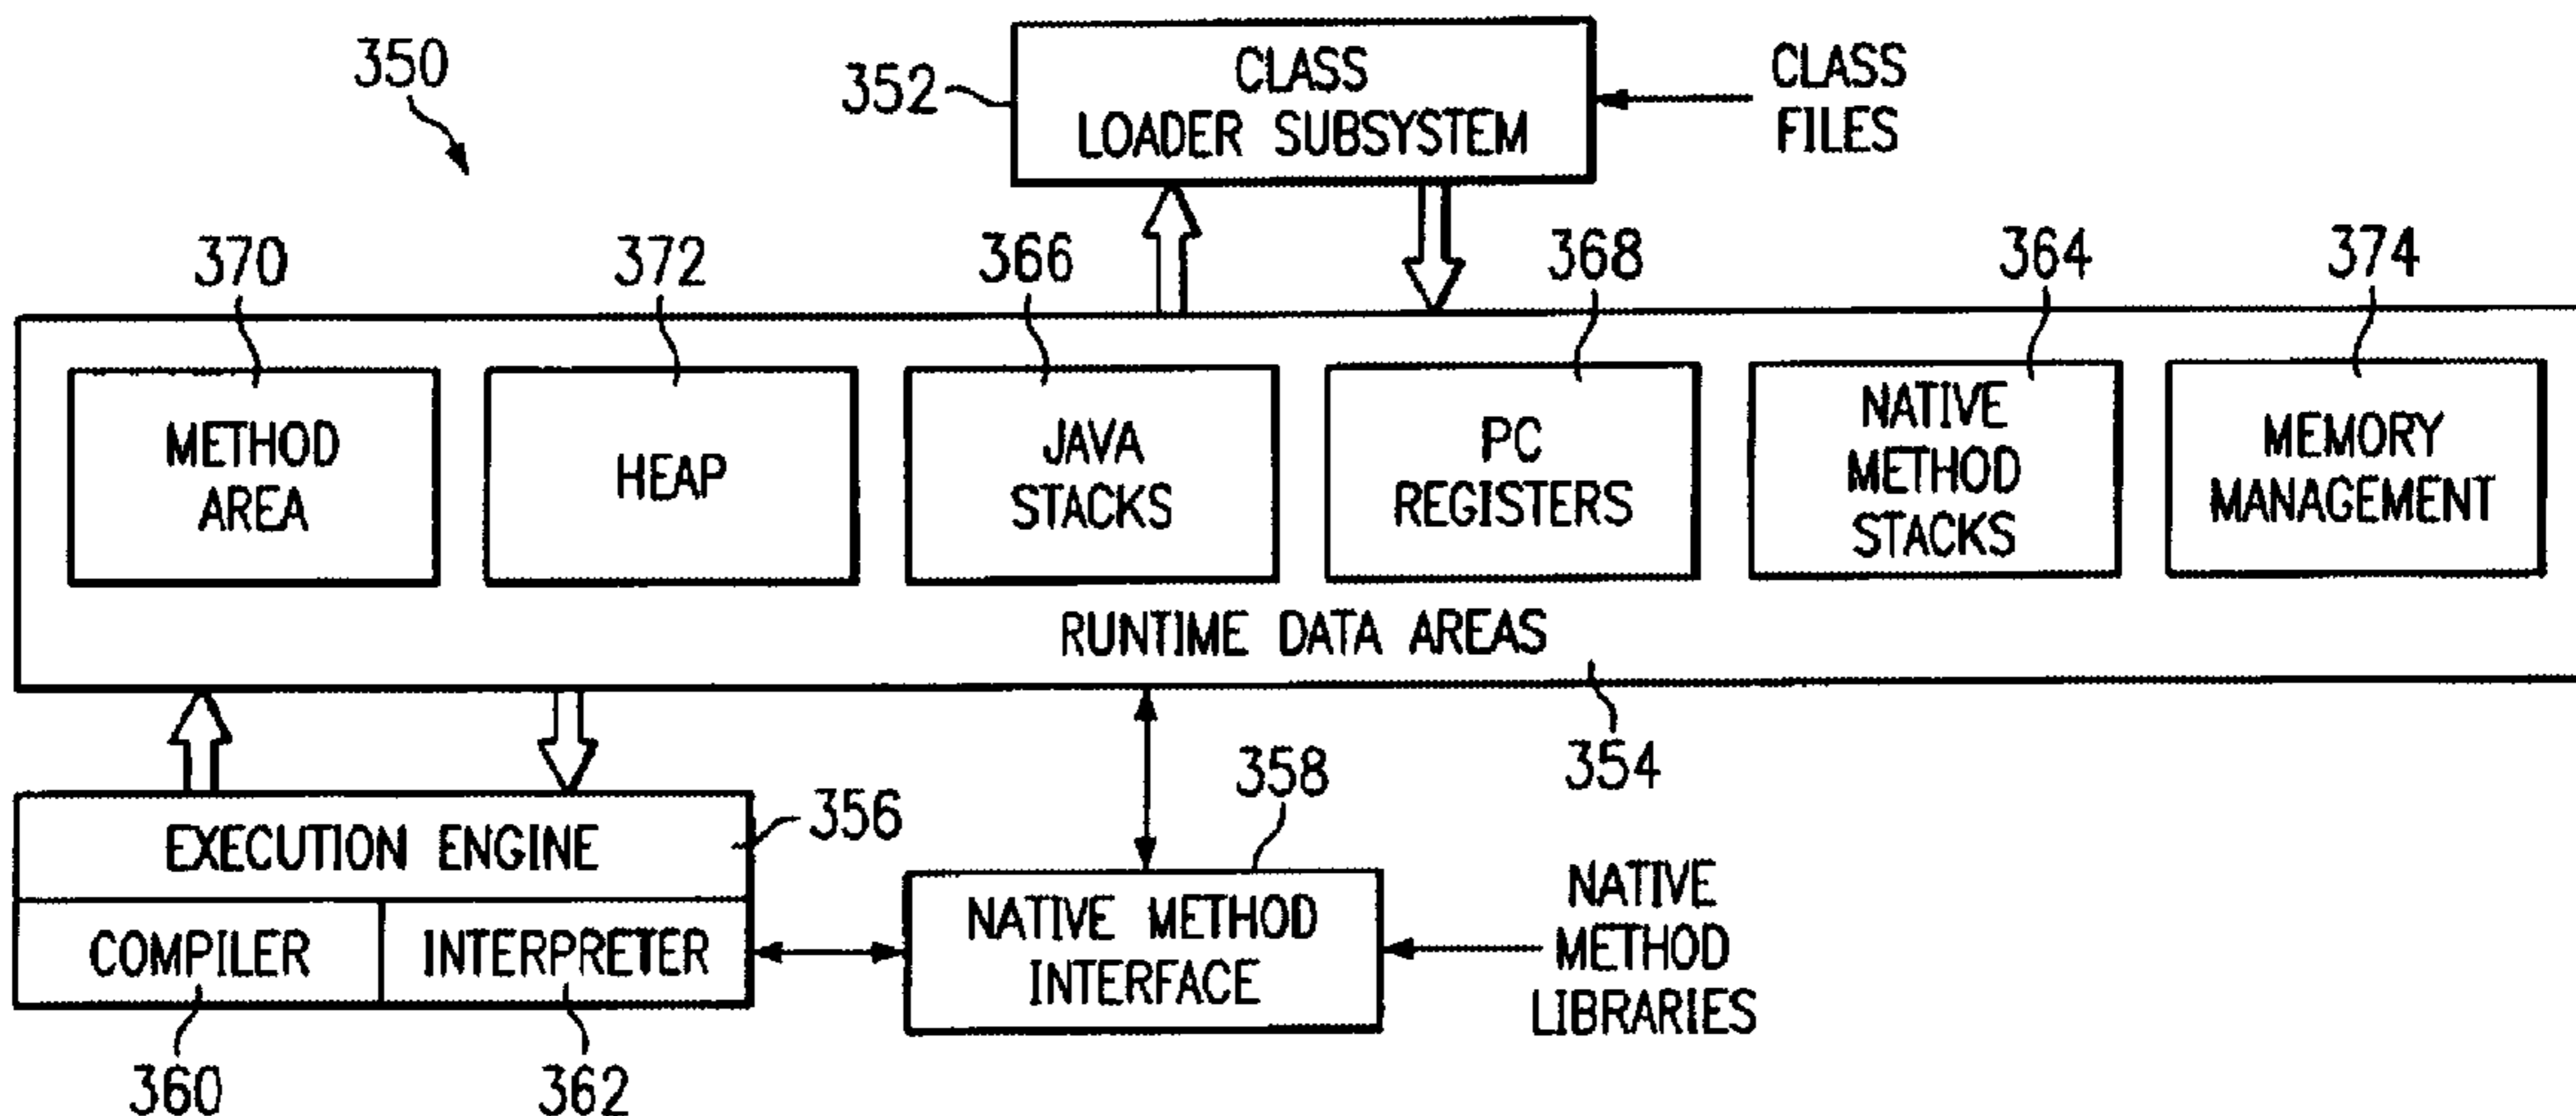 350
352
CLASS
LOADER SUBSYSTEM
CLASS
FILES
370
372
366
368
364
374
METHOD
AREA
HEAP
JAVA
STACKS
PC
REGISTERS
NATIVE
METHOD
STACKS
MEMORY
MANAGEMENT
RUNTIME DATA AREAS
354
356
358
EXECUTION ENGINE
COMPILER
INTERPRETER
NATIVE METHOD
INTERFACE
NATIVE
METHOD
LIBRARIES
360
362